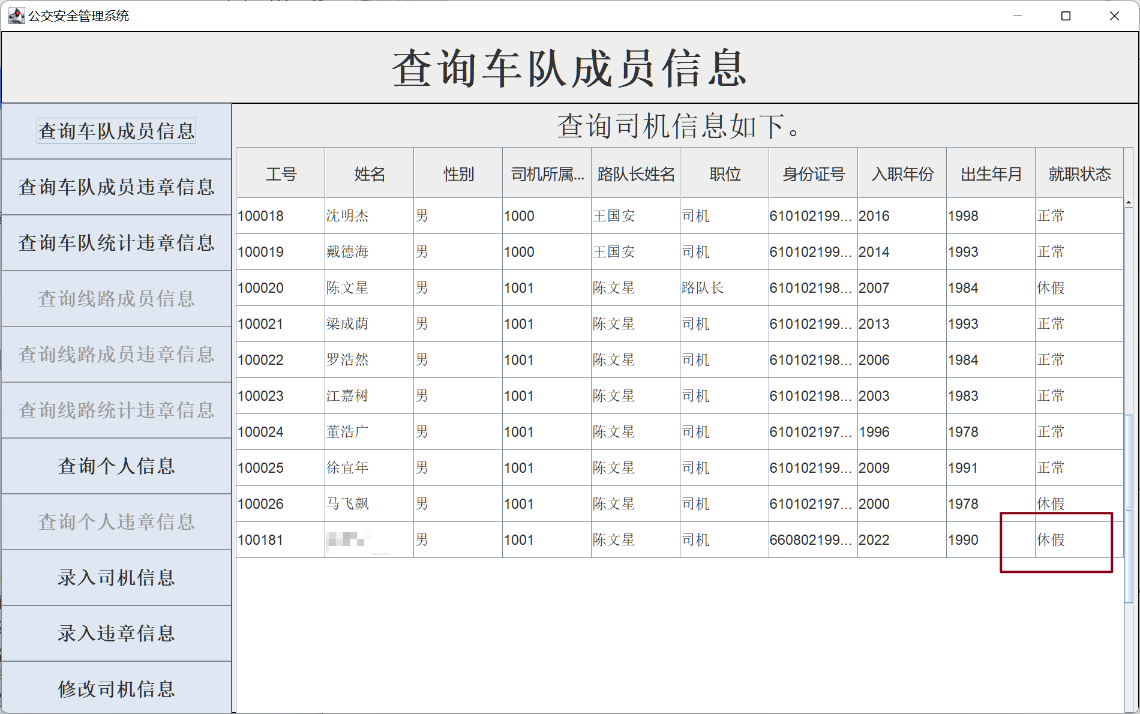 公交安全管理系统
查询车队成员信息
查询车队成员信息
查询车队成员违章信息
查询车队统计违章信息
查询线路成员信息
查询线路成员违章信息
查询线路统计违章信息
查询个人信息
查询个人违章信息
录入司机信息
录入违章信息
修改司机信息
查询司机信息如下。
工号 姓名 性别 司机所属... 路队长姓名 职位 身份证号 入职年份 出生年月 就职状态
100018 沈明杰 男 1000 王国安 司机 610102199... 2016 1998 正常
100019 戴德海 男 1000 王国安 司机 610102199... 2014 1993 正常
100020 陈文星 男 1001 陈文星 路队长 610102198... 2007 1984 休假
100021 梁成荫 男 1001 陈文星 司机 610102199... 2013 1993 正常
100022 罗浩然 男 1001 陈文星 司机 610102198... 2006 1984 正常
100023 江嘉树 男 1001 陈文星 司机 610102198... 2003 1983 正常
100024 董浩广 男 1001 陈文星 司机 610102197... 1996 1978 正常
100025 徐宜年 男 1001 陈文星 司机 610102199... 2009 1991 正常
100026 马飞飙 男 1001 陈文星 司机 610102197... 2000 1978 休假
100181 男 1001 陈文星 司机 660802199... 2022 1990 休假